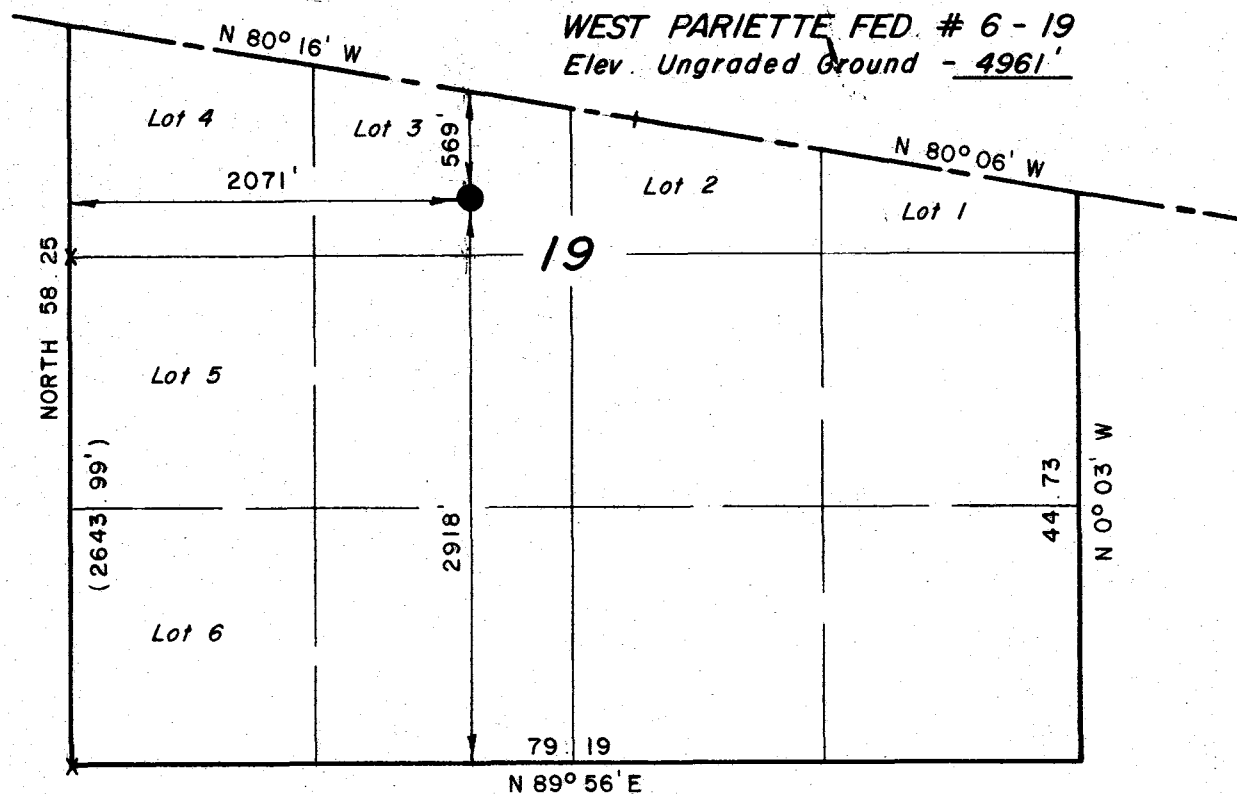 WEST PARIETTE FED. # 6 - 19
Elev. Ungraded Ground - 4961'
N 80° 16' W
Lot 4
Lot 3
569'
N 80° 06' W
2071'
Lot 2
Lot 1
19
NORTH 58.25
Lot 5
(2643.99')
2918'
44.73
N 0° 03' W
Lot 6
79.19
N 89° 56' E